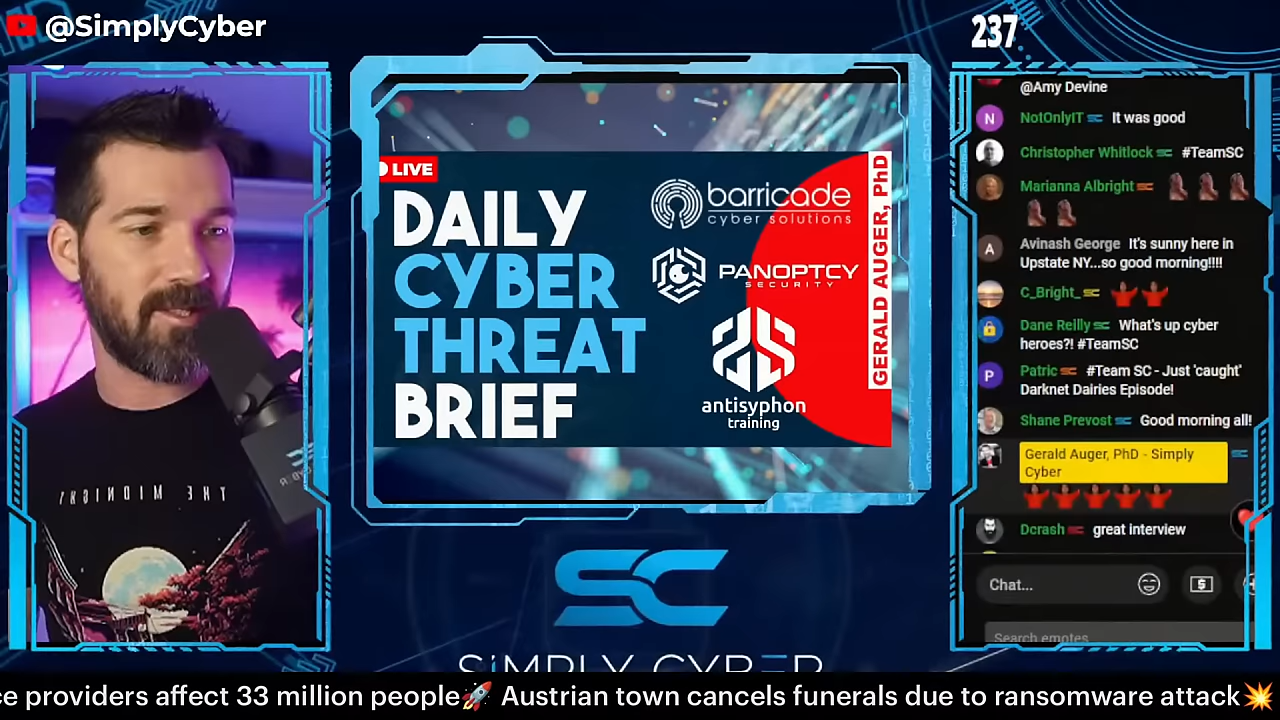 @SimplyCyber
237
LIVE
DAILY
CYBER
THREAT
BRIEF
barricade
cyber solutions
PANOPTCY
SECURITY
antisyphon
training
GERALD AUGER, PhD
THE MIDNIGHT
SC
SIMPLY CYBER
@Amy Devine
NotOnlyIT It was good
Christopher Whitlock #TeamSC
Marianna Albright
Avinash George It's sunny here in
Upstate NY...so good morning!!!!
C_Bright_
Dane Reilly What's up cyber
heroes?! #TeamSC
Patric #Team SC - Just 'caught'
Darknet Dairies Episode!
Shane Prevost Good morning all!
Gerald Auger, PhD - Simply
Cyber
Dcrash great interview
Chat...
Search emotes
ce providers affect 33 million people🚀 Austrian town cancels funerals due to ransomware attack💥